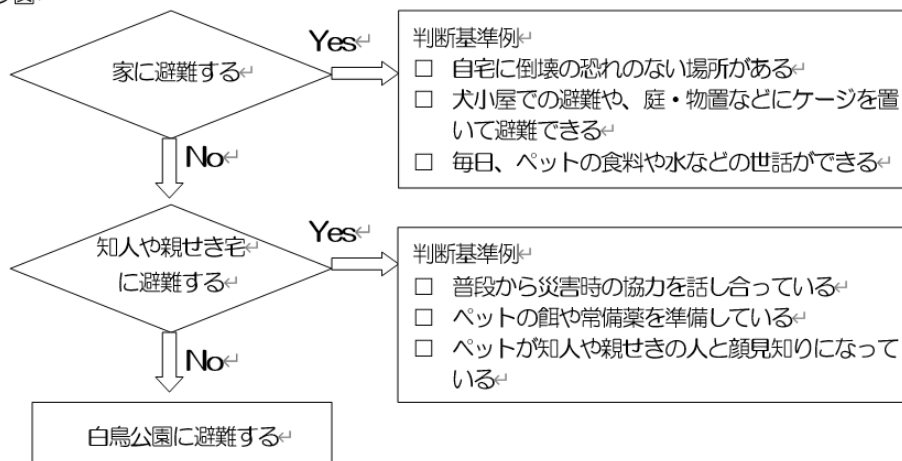 家に避難する
Yes
判断基準例
□ 自宅に倒壊の恐れのない場所がある
□ 犬小屋での避難や、庭・物置などにケージを置
いて避難できる
□ 毎日、ペットの食料や水などの世話ができる
No
知人や親せき宅
に避難する
Yes
判断基準例
□ 普段から災害時の協力を話し合っている
□ ペットの餌や常備薬を準備している
□ ペットが知人や親せきの人と顔見知りになって
いる
No
白鳥公園に避難する